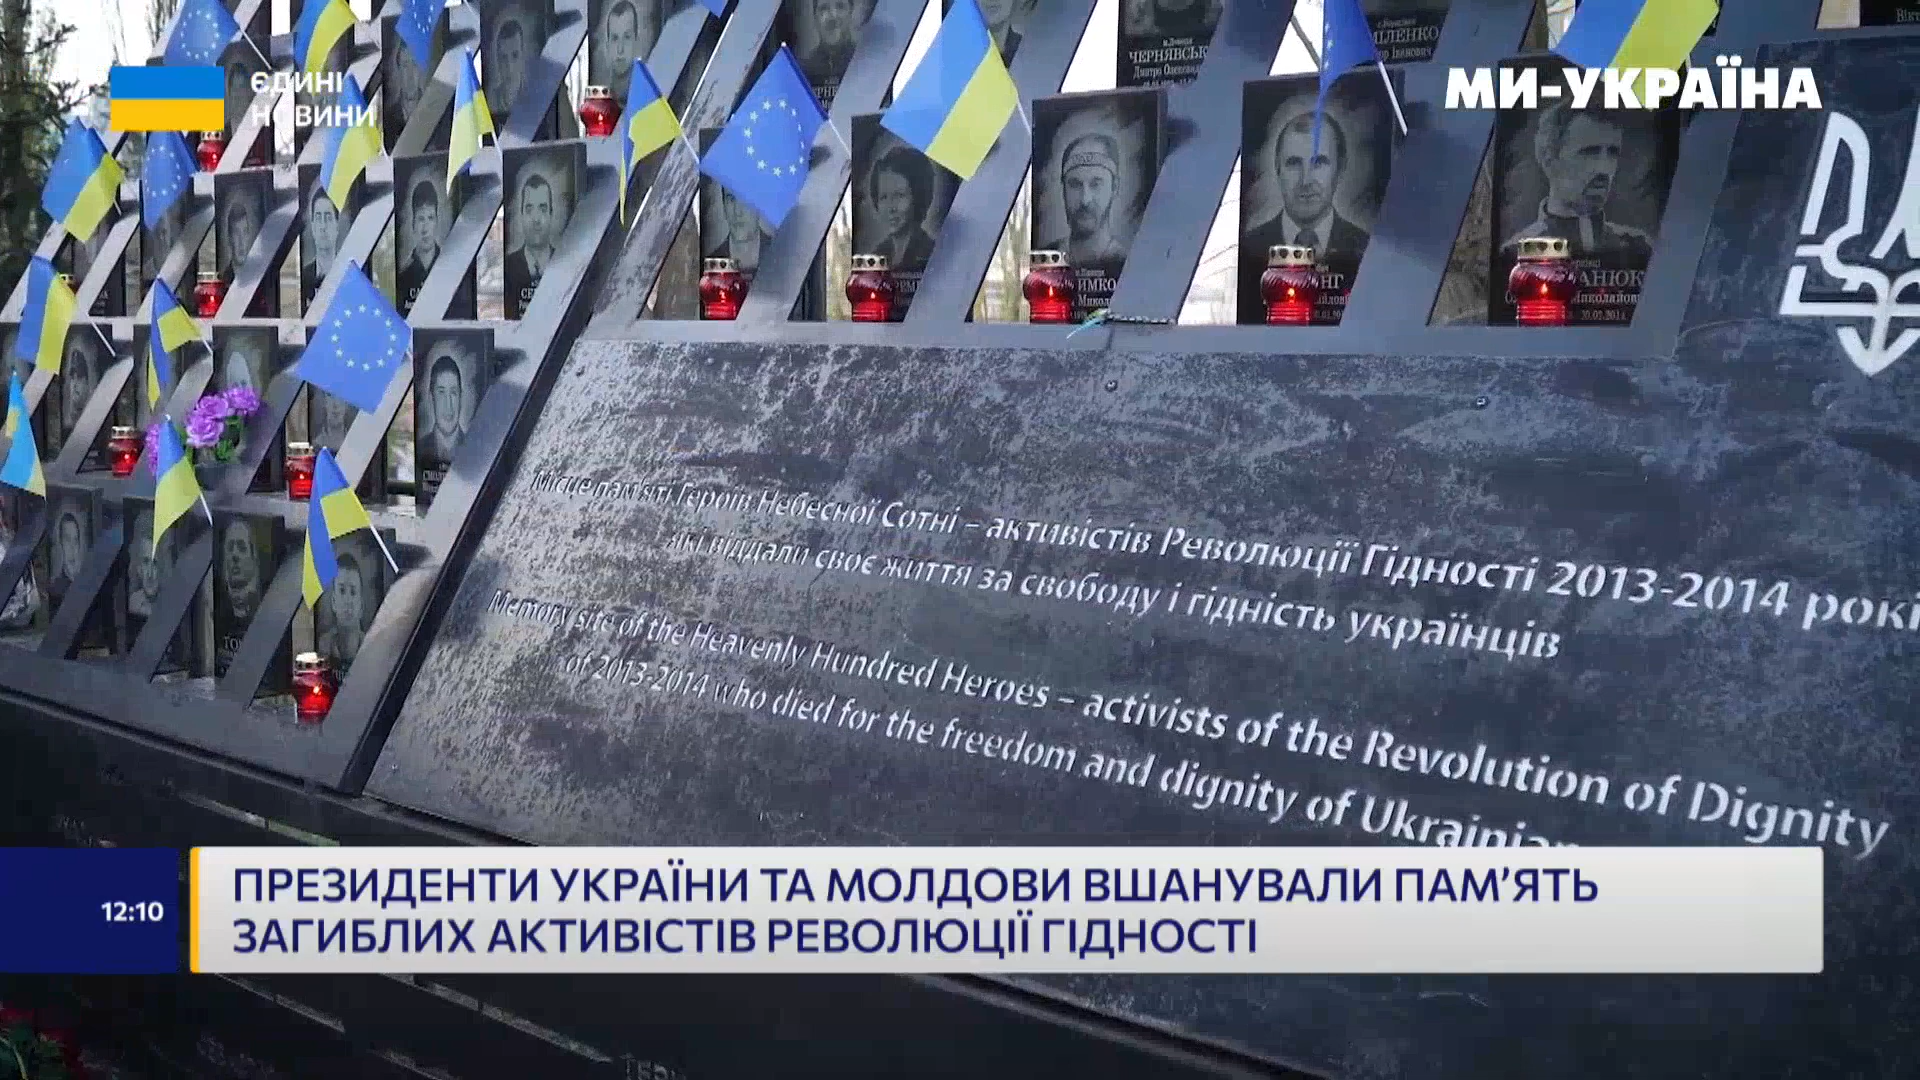 ЄДИНІ
НОВИНИ
МИ-УКРАЇНА
ЧЕРНЯВСЬК
Місце пам'яті Героїв Небесної Сотні – активістів Революції Гідності 2013-2014 рокі
які віддали своє життя за свободу і гідність українців
Memory site of the Heavenly Hundred Heroes – activists of the Revolution of Dignity
of 2013-2014 who died for the freedom and dignity of Ukrainian
12:10
ПРЕЗИДЕНТИ УКРАЇНИ ТА МОЛДОВИ ВШАНУВАЛИ ПАМ’ЯТЬ
ЗАГИБЛИХ АКТИВІСТІВ РЕВОЛЮЦІЇ ГІДНОСТІ